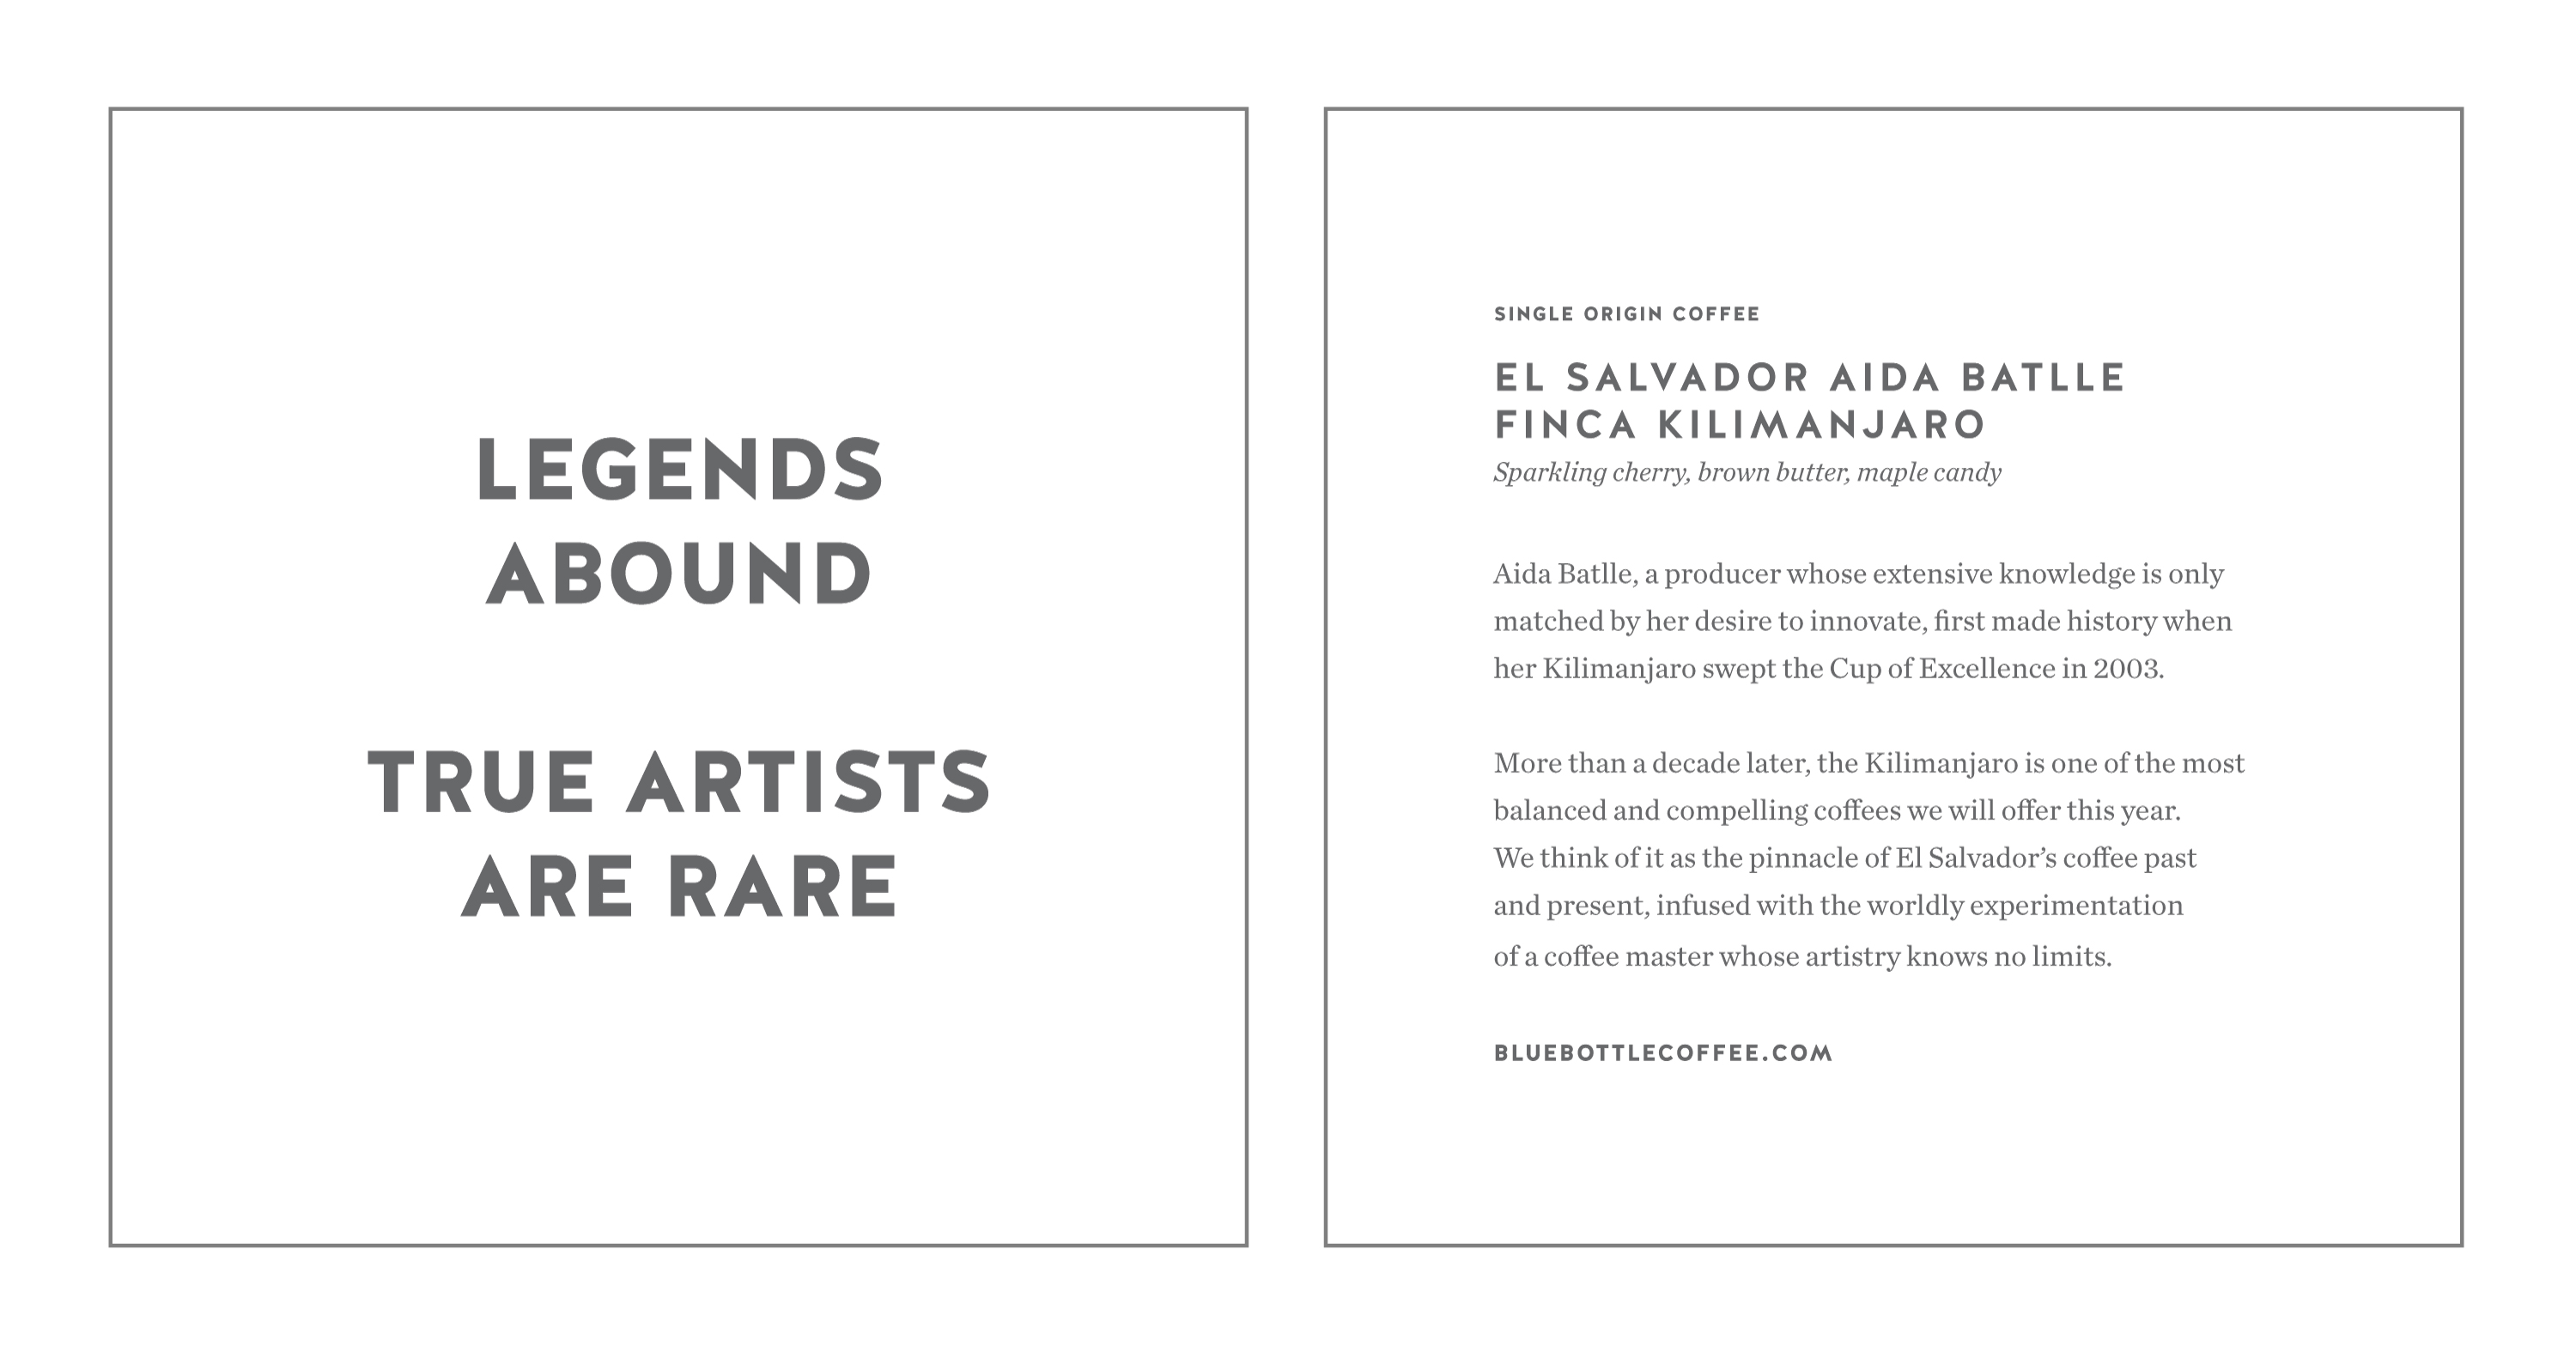 LEGENDS
ABOUND
TRUE ARTISTS
ARE RARE
SINGLE ORIGIN COFFEE
EL SALVADOR AIDA BATLLE
FINCA KILIMANJARO
Sparkling cherry, brown butter, maple candy
Aida Batlle, a producer whose extensive knowledge is only
matched by her desire to innovate, first made history when
her Kilimanjaro swept the Cup of Excellence in 2003.
More than a decade later, the Kilimanjaro is one of the most
balanced and compelling coffees we will offer this year.
We think of it as the pinnacle of El Salvador’s coffee past
and present, infused with the worldly experimentation
of a coffee master whose artistry knows no limits.
BLUEBOTTLECOFFEE.COM